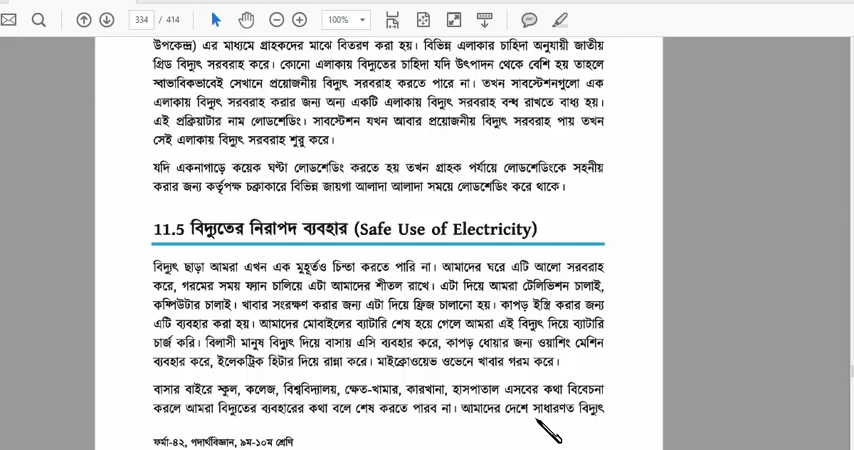 334 / 414
100%
উপকেন্দ্র) এর মাধ্যমে গ্রাহকদের মাঝে বিতরণ করা হয়। বিভিন্ন এলাকার চাহিদা অনুযায়ী জাতীয়
গ্রিড বিদ্যুৎ সরবরাহ করে। কোনো এলাকায় বিদ্যুতের চাহিদা যদি উৎপাদন থেকে বেশি হয় তাহলে
স্বাভাবিকভাবেই সেখানে প্রয়োজনীয় বিদ্যুৎ সরবরাহ করতে পারে না। তখন সাবস্টেশনগুলো এক
এলাকায় বিদ্যুৎ সরবরাহ করার জন্য অন্য একটি এলাকায় বিদ্যুৎ সরবরাহ বন্ধ রাখতে বাধ্য হয়।
এই প্রক্রিয়াটার নাম লোডশেডিং। সাবস্টেশন যখন আবার প্রয়োজনীয় বিদ্যুৎ সরবরাহ পায় তখন
সেই এলাকায় বিদ্যুৎ সরবরাহ শুরু করে।
যদি একনাগাড়ে কয়েক ঘণ্টা লোডশেডিং করতে হয় তখন গ্রাহক পর্যায়ে লোডশেডিংকে সহনীয়
করার জন্য কর্তৃপক্ষ চক্রাকারে বিভিন্ন জায়গা আলাদা আলাদা সময়ে লোডশেডিং করে থাকে।
11.5 বিদ্যুতের নিরাপদ ব্যবহার (Safe Use of Electricity)
বিদ্যুৎ ছাড়া আমরা এখন এক মুহূর্তও চিন্তা করতে পারি না। আমাদের ঘরে এটি আলো সরবরাহ
করে, গরমের সময় ফ্যান চালিয়ে এটা আমাদের শীতল রাখে। এটা দিয়ে আমরা টেলিভিশন চালাই,
কম্পিউটার চালাই। খাবার সংরক্ষণ করার জন্য এটা দিয়ে ফ্রিজ চালানো হয়। কাপড় ইস্ত্রি করার জন্য
এটি ব্যবহার করা হয়। আমাদের মোবাইলের ব্যাটারি শেষ হয়ে গেলে আমরা এই বিদ্যুৎ দিয়ে ব্যাটারি
চার্জ করি। বিলাসী মানুষ বিদ্যুৎ দিয়ে বাসায় এসি ব্যবহার করে, কাপড় ধোয়ার জন্য ওয়াশিং মেশিন
ব্যবহার করে, ইলেকট্রিক হিটার দিয়ে রান্না করে। মাইক্রোওয়েভ ওভেনে খাবার গরম করে।
বাসার বাইরে স্কুল, কলেজ, বিশ্ববিদ্যালয়, ক্ষেত-খামার, কারখানা, হাসপাতাল এসবের কথা বিবেচনা
করলে আমরা বিদ্যুতের ব্যবহারের কথা বলে শেষ করতে পারব না। আমাদের দেশে সাধারণত বিদ্যুৎ
ফর্মা-৪২, পদার্থবিজ্ঞান, ৯ম-১০ম শ্রেণি